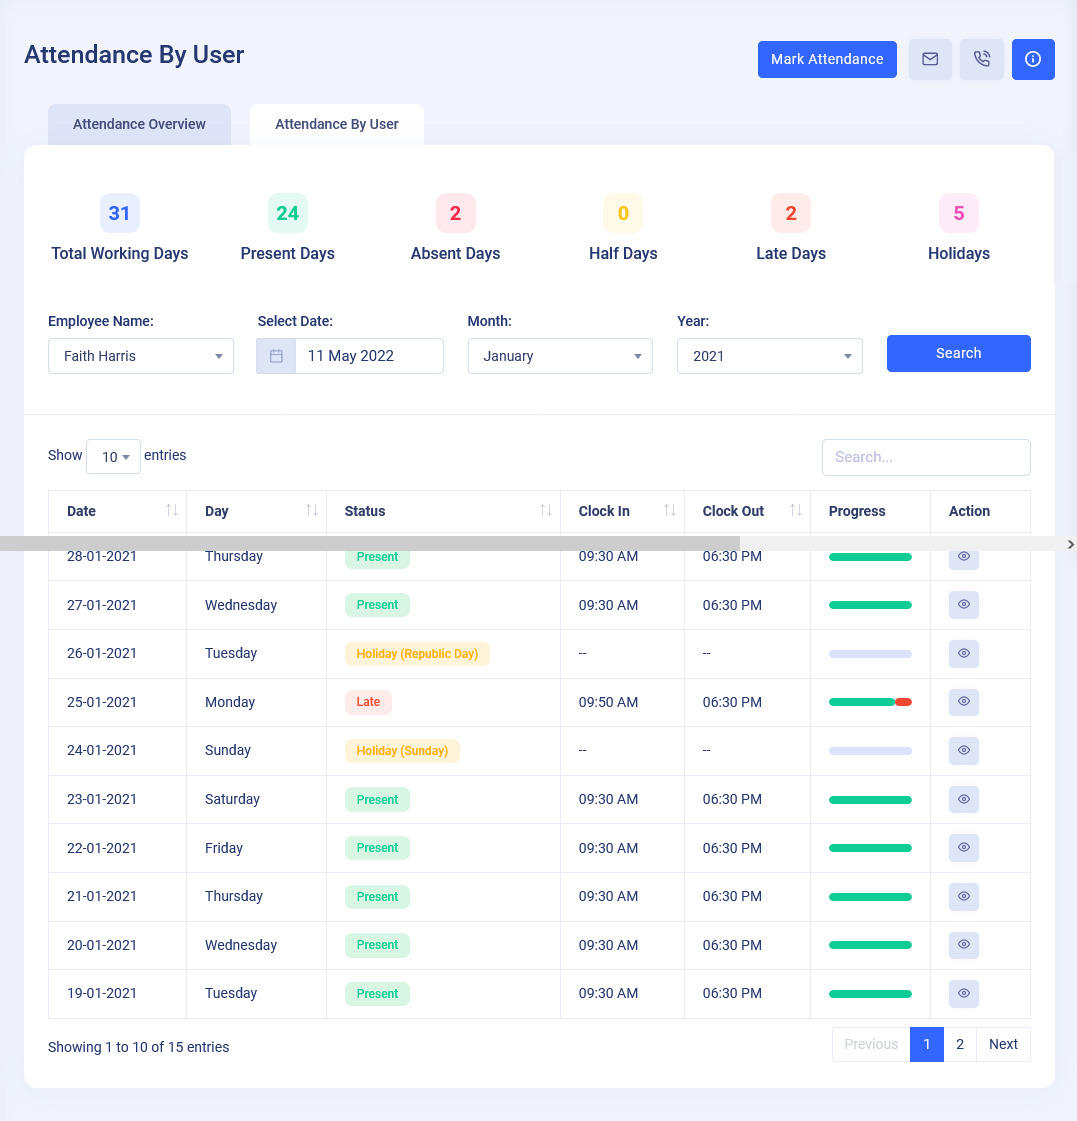 Attendance By User
Mark Attendance
Attendance Overview Attendance By User
31 24 2 0 2 5
Total Working Days Present Days Absent Days Half Days Late Days Holidays
Employee Name: Select Date: Month: Year:
Faith Harris 11 May 2022 January 2021 Search
Show 10 entries Search...
Date Day Status Clock In Clock Out Progress Action
28-01-2021 Thursday Present 09:30 AM 06:30 PM
27-01-2021 Wednesday Present 09:30 AM 06:30 PM
26-01-2021 Tuesday Holiday (Republic Day) -- --
25-01-2021 Monday Late 09:50 AM 06:30 PM
24-01-2021 Sunday Holiday (Sunday) -- --
23-01-2021 Saturday Present 09:30 AM 06:30 PM
22-01-2021 Friday Present 09:30 AM 06:30 PM
21-01-2021 Thursday Present 09:30 AM 06:30 PM
20-01-2021 Wednesday Present 09:30 AM 06:30 PM
19-01-2021 Tuesday Present 09:30 AM 06:30 PM
Showing 1 to 10 of 15 entries Previous 1 2 Next